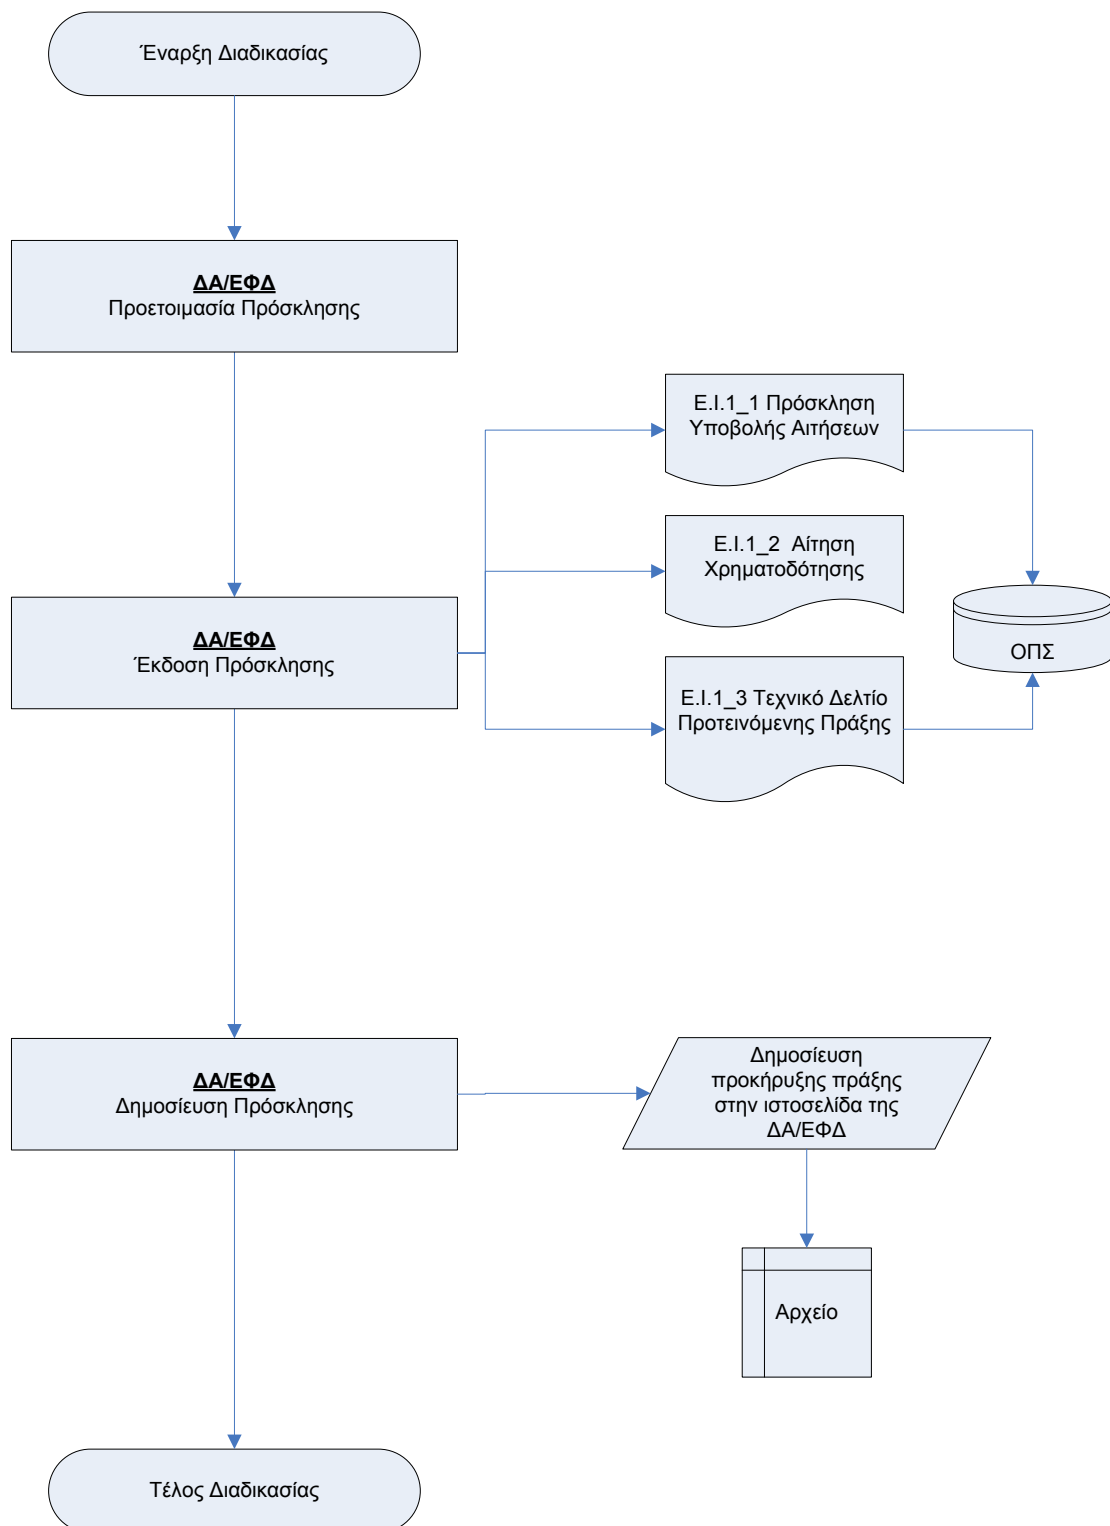 Έναρξη Διαδικασίας
ΔΑ/ΕΦΔ
Προετοιμασία Πρόσκλησης
Ε.Ι.1_1 Πρόσκληση
Υποβολής Αιτήσεων
Ε.Ι.1_2 Αίτηση
Χρηματοδότησης
ΔΑ/ΕΦΔ
Έκδοση Πρόσκλησης
ΟΠΣ
Ε.Ι.1_3 Τεχνικό Δελτίο
Προτεινόμενης Πράξης
ΔΑ/ΕΦΔ
Δημοσίευση Πρόσκλησης
Δημοσίευση
προκήρυξης πράξης
στην ιστοσελίδα της
ΔΑ/ΕΦΔ
Αρχείο
Τέλος Διαδικασίας